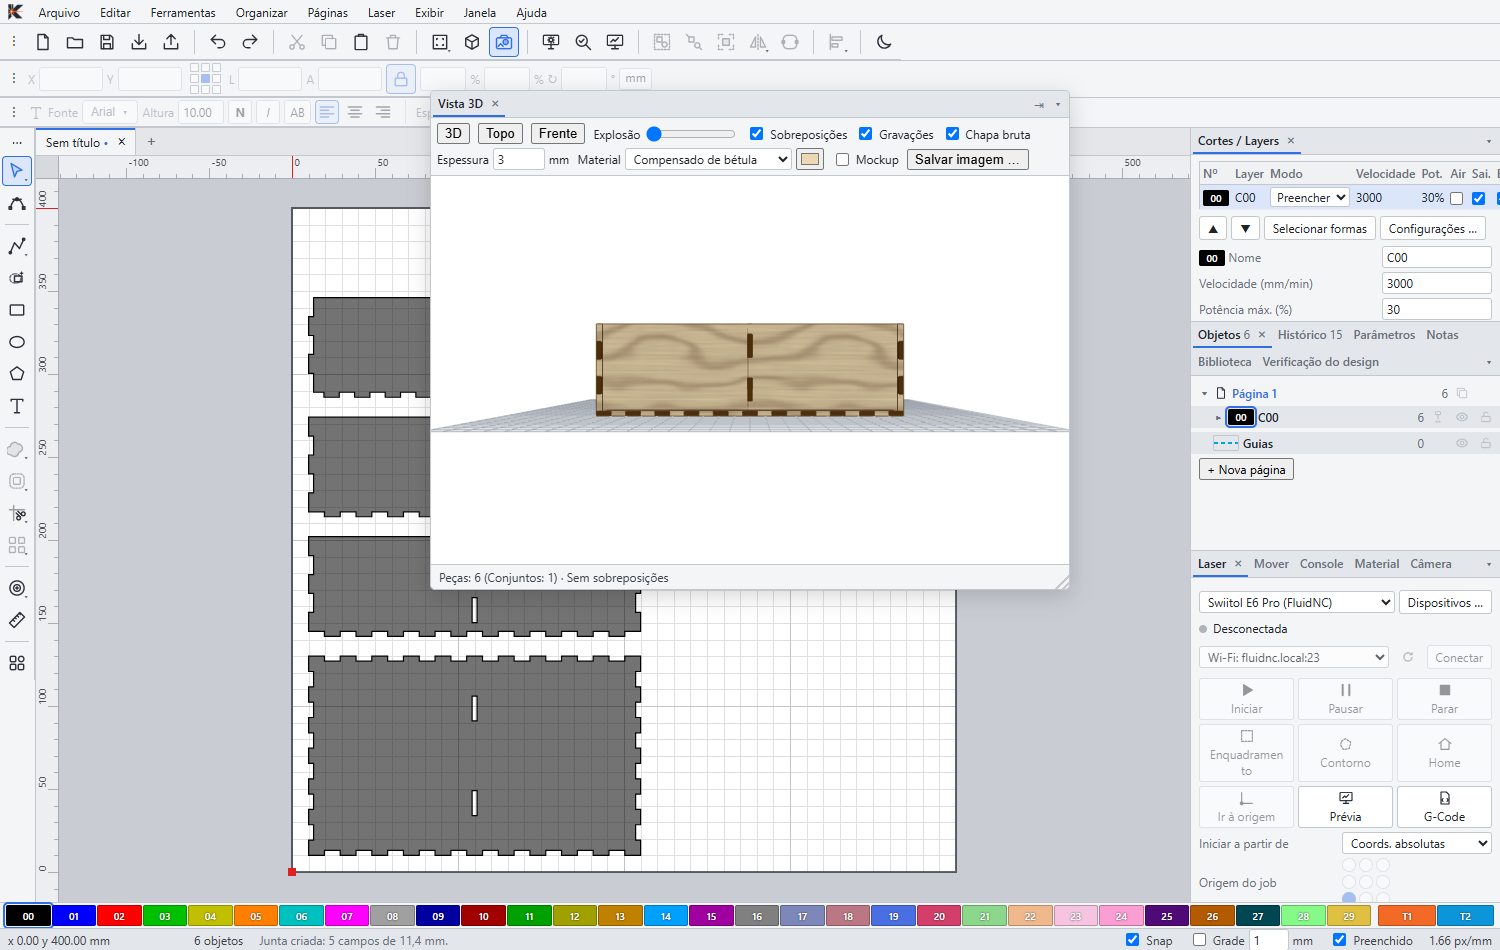 Arquivo Editar Ferramentas Organizar Páginas Laser Exibir Janela Ajuda
X Y L A % % ° mm
Fonte Arial Altura 10.00 N I AB Esp
Sem título • × +
Vista 3D ×
3D Topo Frente Explosão Sobreposições Gravações Chapa bruta
Espessura 3 mm Material Compensado de bétula Mockup Salvar imagem ...
Peças: 6 (Conjuntos: 1) · Sem sobreposições
-100 -50 0 50 500
400
350
300
250
200
150
100
50
0
Cortes / Layers ×
Nº Layer Modo Velocidade Pot. Air Sai. E
00 C00 Preencher 3000 30%
▲ ▼ Selecionar formas Configurações ...
00 Nome C00
Velocidade (mm/min) 3000
Potência máx. (%) 30
Objetos 6 × Histórico 15 Parâmetros Notas
Biblioteca Verificação do design
Página 1 6
00 C00 6
Guias 0
+ Nova página
Laser × Mover Console Material Câmera
Swiitol E6 Pro (FluidNC) Dispositivos ...
Desconectada
Wi-Fi: fluidnc.local:23 Conectar
Iniciar Pausar Parar
Enquadramen
to
Contorno Home
Ir à origem Prévia G-Code
Iniciar a partir de Coords. absolutas
Origem do job
00 01 02 03 04 05 06 07 08 09 10 11 12 13 14 15 16 17 18 19 20 21 22 23 24 25 26 27 28 29 T1 T2
x 0.00 y 400.00 mm 6 objetos Junta criada: 5 campos de 11,4 mm. Snap Grade 1 mm Preenchido 1.66 px/mm